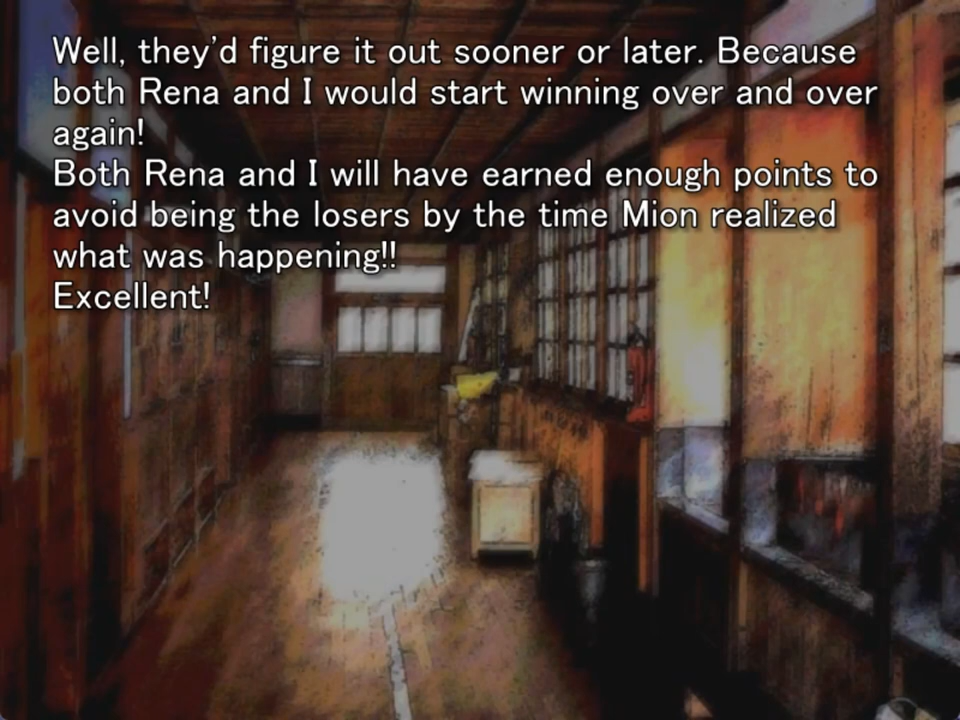 Well, they'd figure it out sooner or later. Because
both Rena and I would start winning over and over
again!
Both Rena and I will have earned enough points to
avoid being the losers by the time Mion realized
what was happening!!
Excellent!